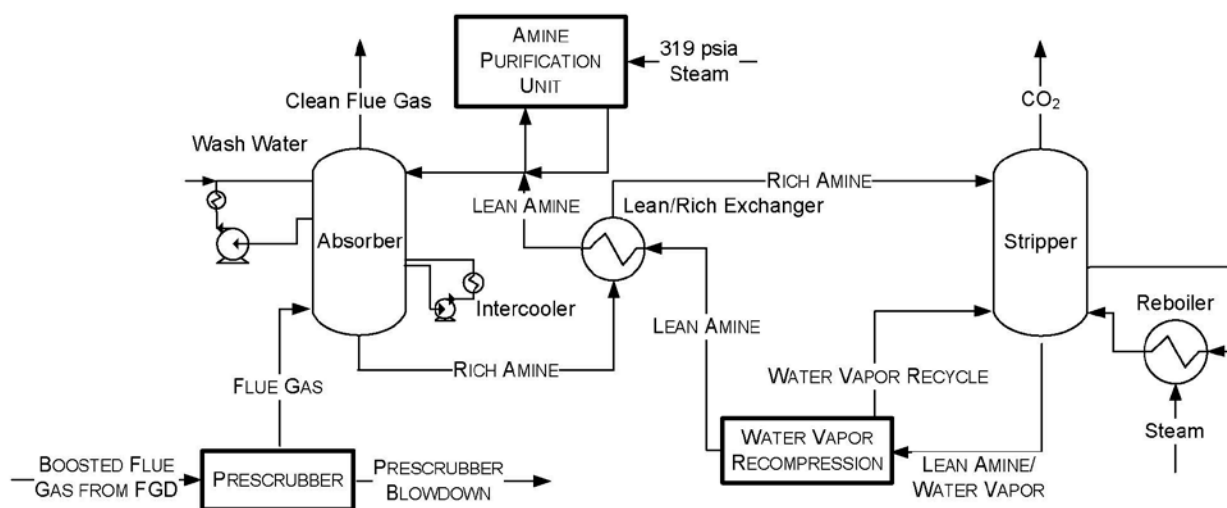 AMINE
PURIFICATION
UNIT
319 psia
Steam
Clean Flue Gas
CO2
Wash Water
RICH AMINE
LEAN AMINE
Lean/Rich Exchanger
Absorber
Stripper
Intercooler
Reboiler
LEAN AMINE
RICH AMINE
FLUE GAS
WATER VAPOR RECYCLE
Steam
WATER VAPOR
RECOMPRESSION
LEAN AMINE/
WATER VAPOR
BOOSTED FLUE
GAS FROM FGD
PRESCRUBBER
PRESCRUBBER
BLOWDOWN